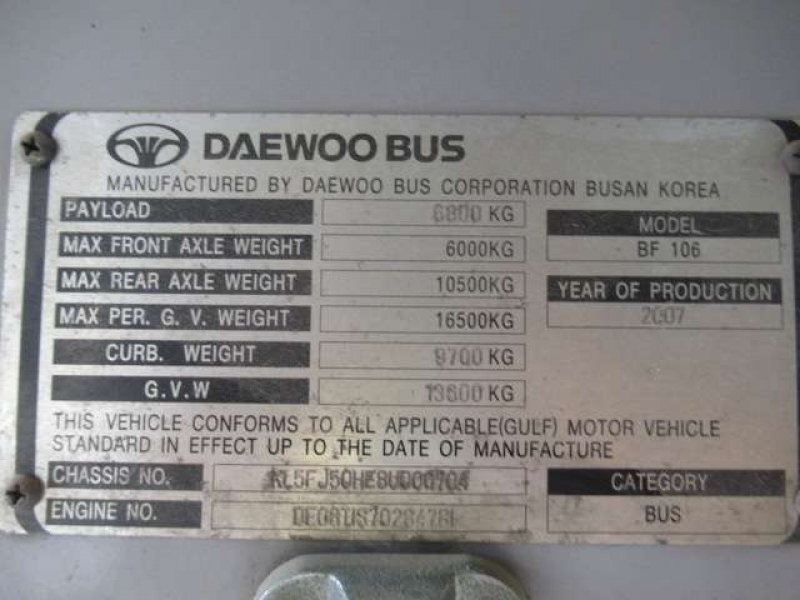 DAEWOO BUS
MANUFACTURED BY DAEWOO BUS CORPORATION BUSAN KOREA
PAYLOAD 6800 KG
MAX FRONT AXLE WEIGHT 6000KG
MAX REAR AXLE WEIGHT 10500KG
MAX PER. G. V. WEIGHT 16500KG
CURB. WEIGHT 9700 KG
G.V.W KG
MODEL
BF 106
YEAR OF PRODUCTION
2007
THIS VEHICLE CONFORMS TO ALL APPLICABLE(GULF) MOTOR VEHICLE
STANDARD IN EFFECT UP TO THE DATE OF MANUFACTURE
CHASSIS NO.
ENGINE NO.
CATEGORY
BUS